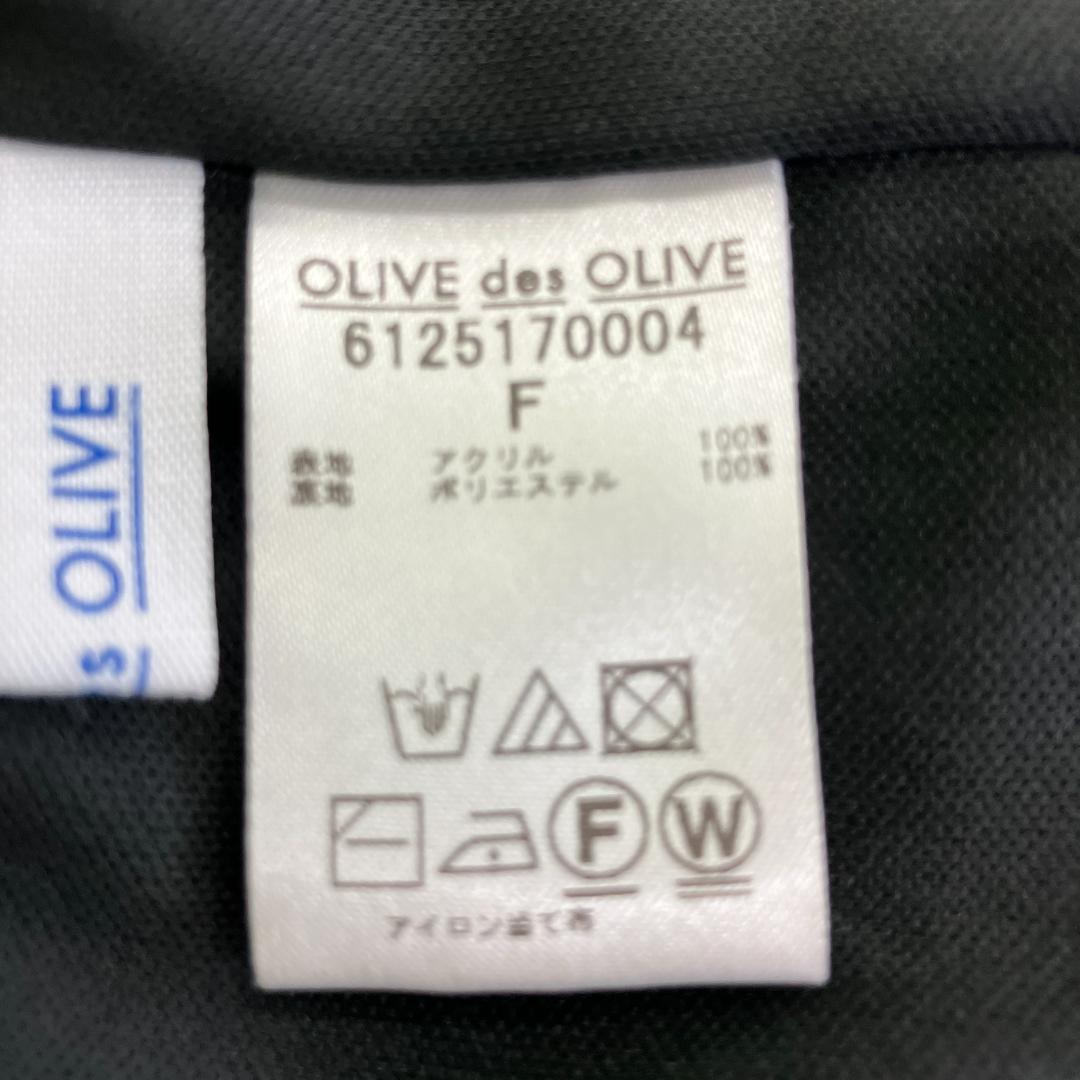 OLIVE des OLIVE
6125170004
F
表地 アクリル 100%
裏地 ポリエステル 100%
F W
アイロン当て布
es OLIVE